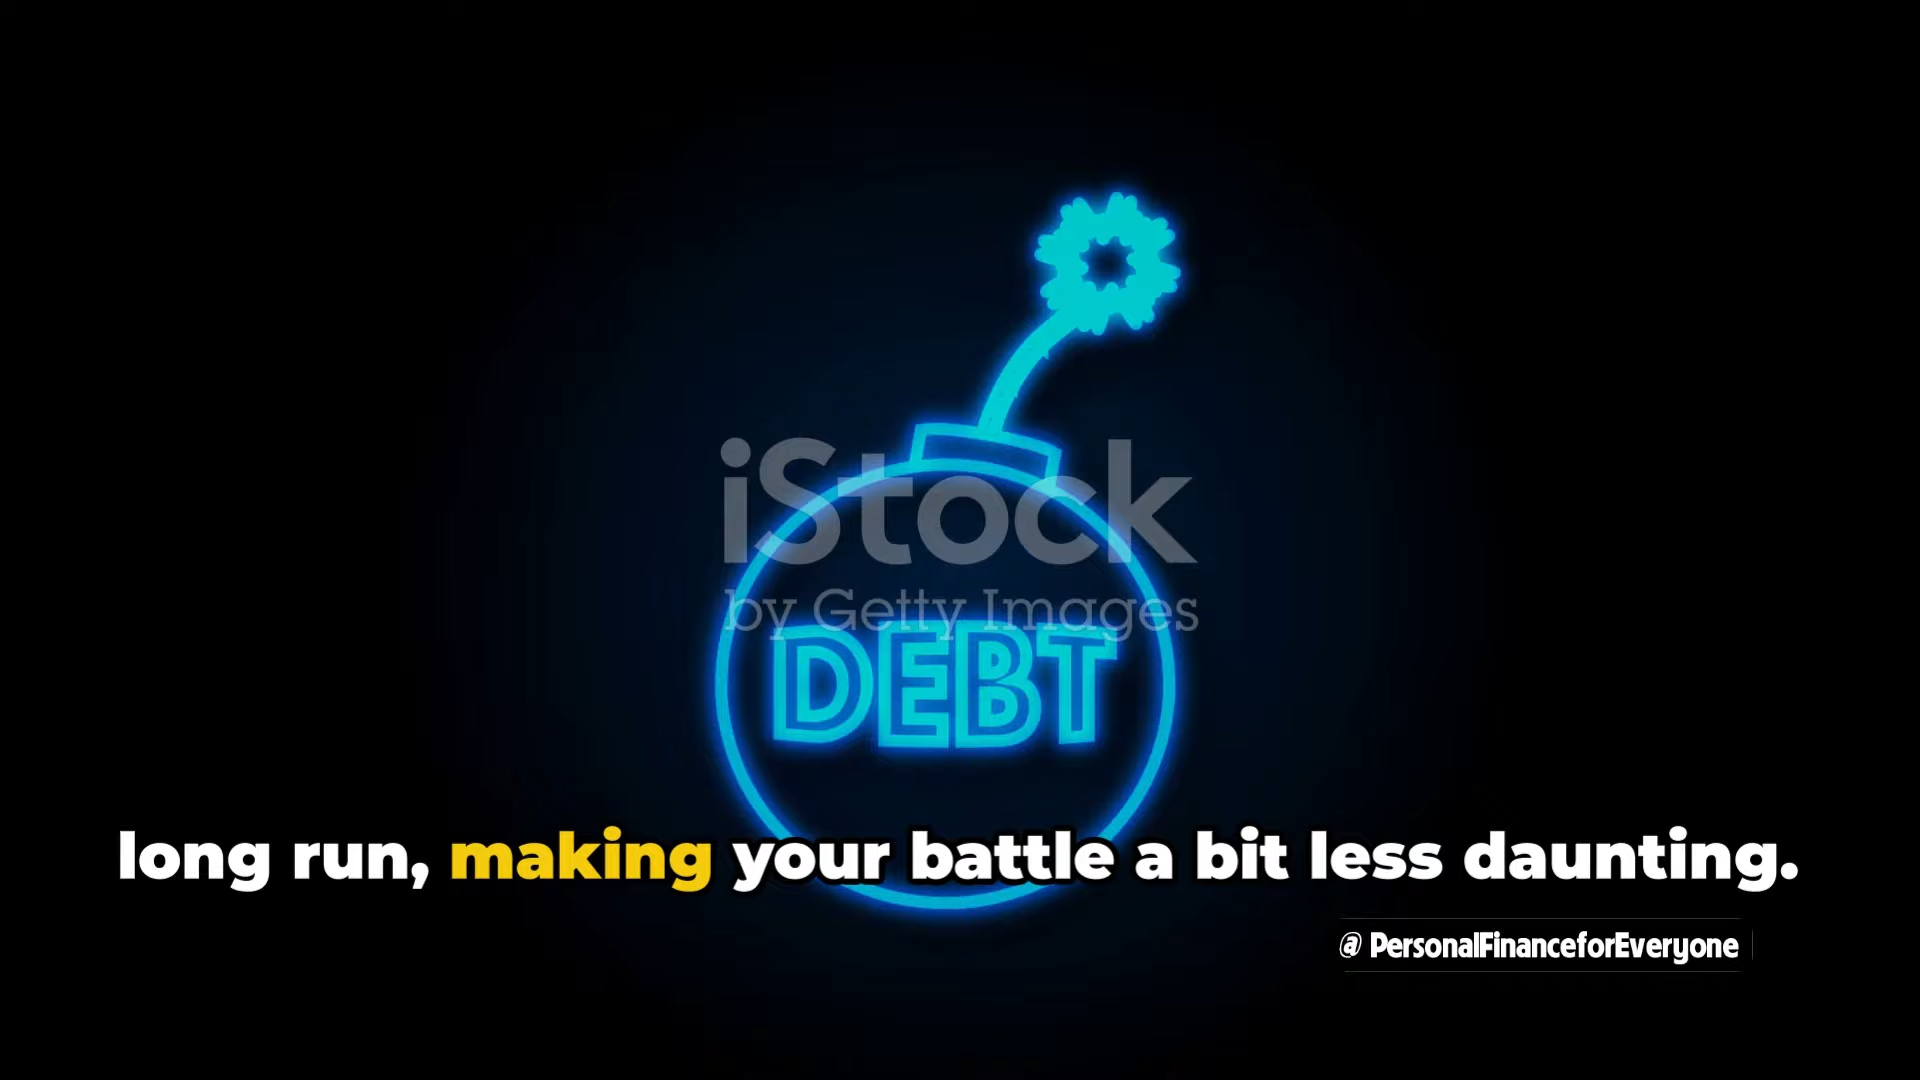 iStock
by Getty Images
DEBT
long run, making your battle a bit less daunting.
@ PersonalFinanceforEveryone